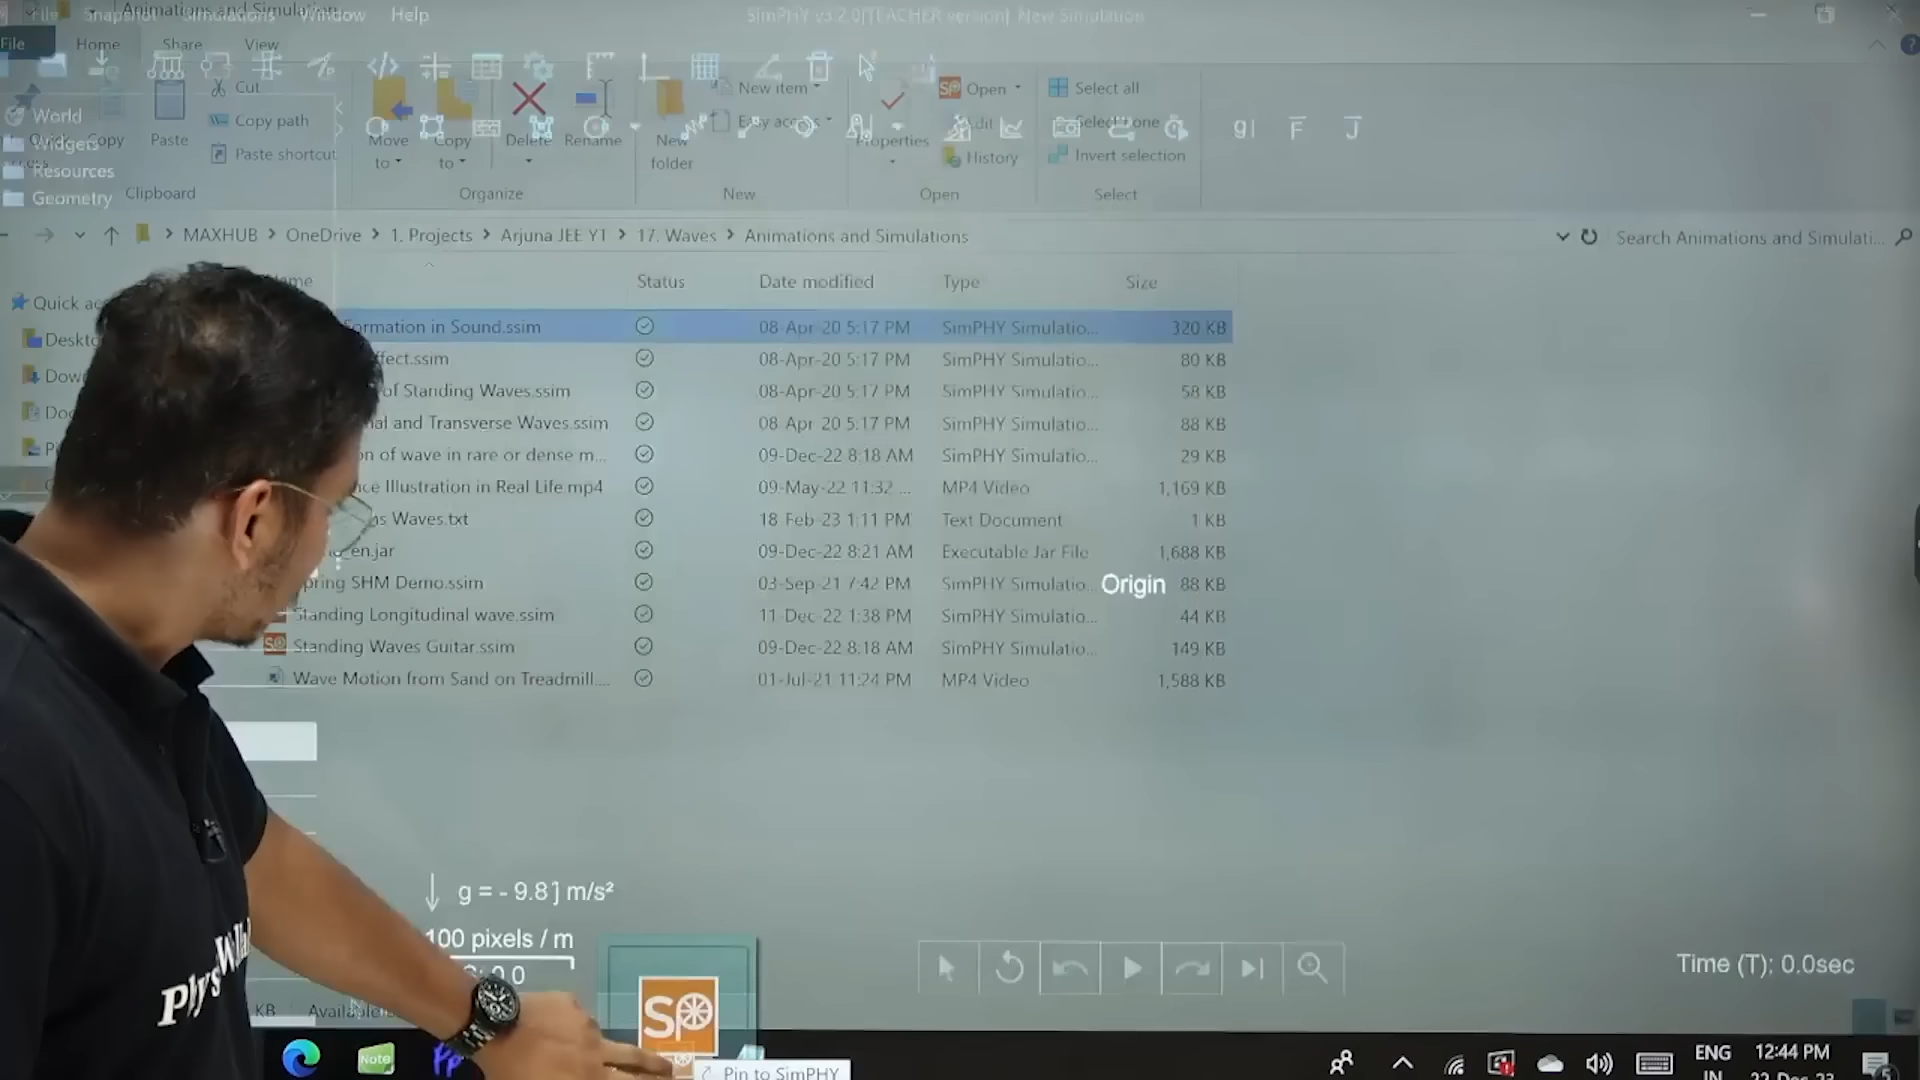 Animations and Simulation
File Snapshot Simulations Window Help
SimPHY v3.2.0[TEACHER version] New Simulation
File Home Share View
World
Widgets
Resources
Geometry
Copy
Paste
Cut
Copy path
Paste shortcut
Clipboard
Move to
Copy to
Delete
Rename
Organize
New folder
New item
Easy access
New
Properties
Open
Edit
History
Open
Select all
Select none
Invert selection
Select
g F J
MAXHUB > OneDrive > 1. Projects > Arjuna JEE YT > 17. Waves > Animations and Simulations
Search Animations and Simulati...
Status Date modified Type Size
Quick ac
Deskto
Dow
Doc
ormation in Sound.ssim 08-Apr-20 5:17 PM SimPHY Simulatio... 320 KB
ffect.ssim 08-Apr-20 5:17 PM SimPHY Simulatio... 80 KB
of Standing Waves.ssim 08-Apr-20 5:17 PM SimPHY Simulatio... 58 KB
al and Transverse Waves.ssim 08-Apr-20 5:17 PM SimPHY Simulatio... 88 KB
n of wave in rare or dense m... 09-Dec-22 8:18 AM SimPHY Simulatio... 29 KB
ce Illustration in Real Life.mp4 09-May-22 11:32 ... MP4 Video 1,169 KB
ns Waves.txt 18-Feb-23 1:11 PM Text Document 1 KB
_en.jar 09-Dec-22 8:21 AM Executable Jar File 1,688 KB
pring SHM Demo.ssim 03-Sep-21 7:42 PM SimPHY Simulatio... 88 KB
Origin
Standing Longitudinal wave.ssim 11-Dec-22 1:38 PM SimPHY Simulatio... 44 KB
Standing Waves Guitar.ssim 09-Dec-22 8:18 AM SimPHY Simulatio... 149 KB
Wave Motion from Sand on Treadmill.... 01-Jul-21 11:24 PM MP4 Video 1,588 KB
g = - 9.8 ĵ m/s²
100 pixels / m
Time (T): 0.0sec
KB Available
SP
Note
Pin to SimPHY
ENG
IN
12:44 PM
22-Dec-23